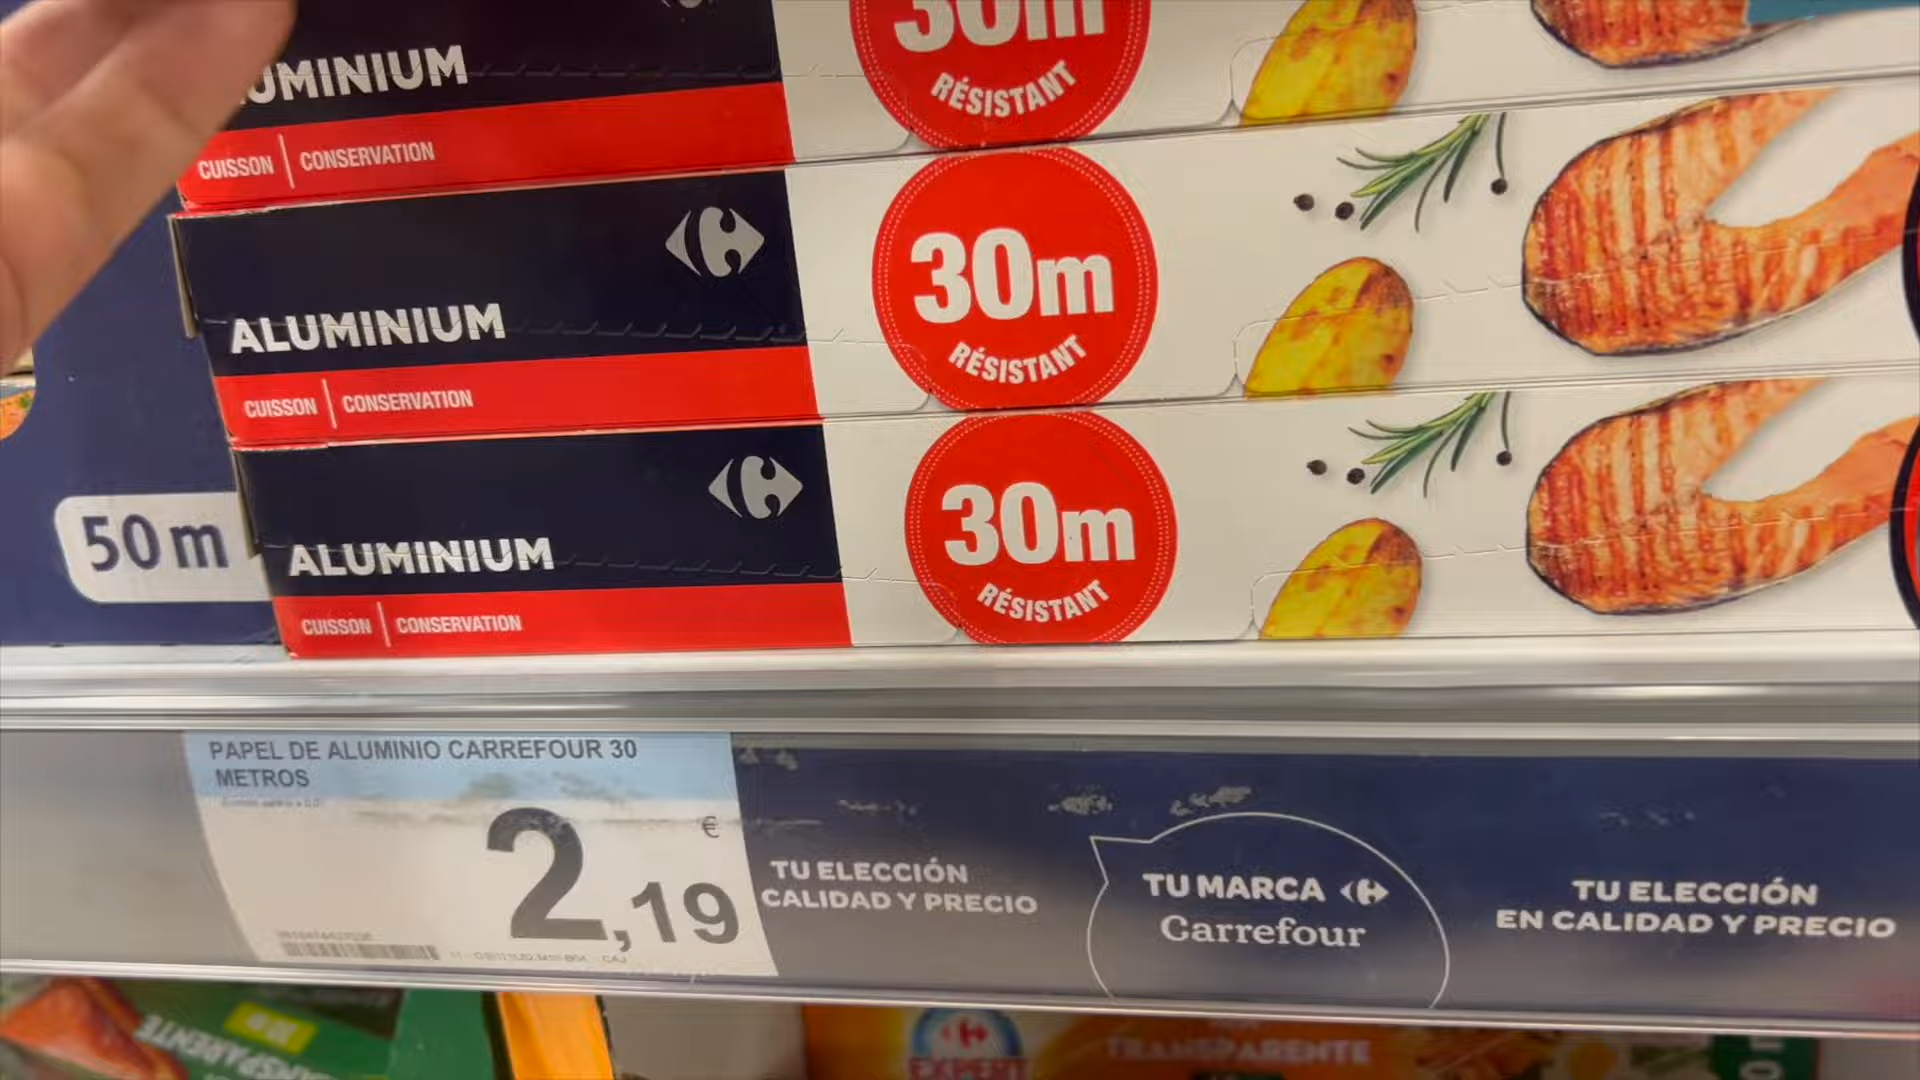 30m
RÉSISTANT
UMINIUM
CUISSON | CONSERVATION
ALUMINIUM
CUISSON | CONSERVATION
30m
RÉSISTANT
50 m
ALUMINIUM
CUISSON | CONSERVATION
30m
RÉSISTANT
PAPEL DE ALUMINIO CARREFOUR 30
METROS
2,19 €
TU ELECCIÓN
CALIDAD Y PRECIO
TU MARCA
Carrefour
TU ELECCIÓN
EN CALIDAD Y PRECIO
TRANSPARENTE
EXPERT